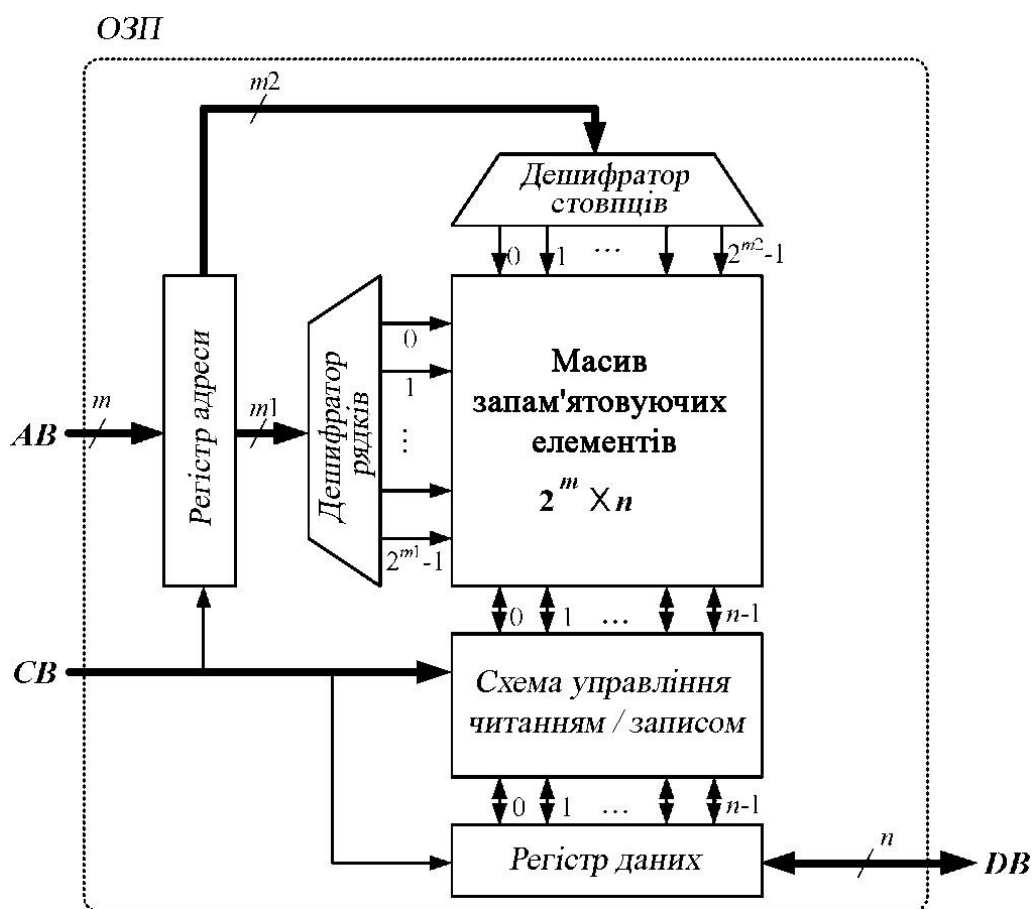 ОЗП
m2
Дешифратор
стовпців
0 1 ... 2^m2-1
Регістр адреси
Дешифратор
рядків
0
1
...
2^m1-1
Масив
запам'ятовуючих
елементів
2^m X n
AB
m
m1
0 1 ... n-1
CB
Схема управління
читанням / записом
0 1 ... n-1
Регістр даних
n
DB